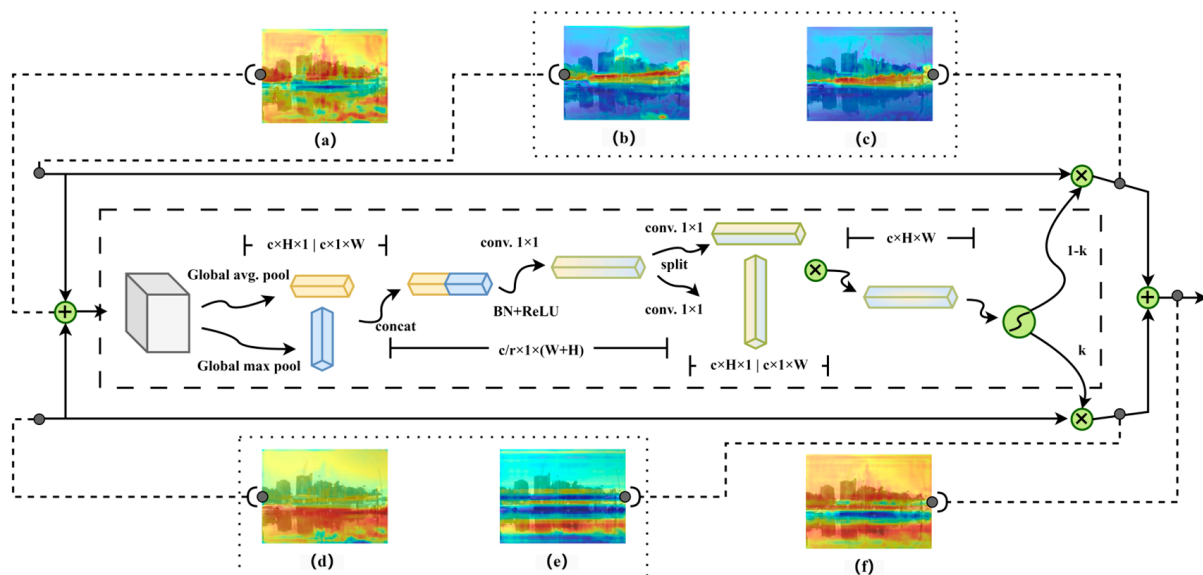 (a)
(b)
(c)
c×H×1 | c×1×W
conv. 1×1
conv. 1×1
c×H×W
Global avg. pool
split
1-k
concat
BN+ReLU
conv. 1×1
Global max pool
c/r×1×(W+H)
c×H×1 | c×1×W
k
(d)
(e)
(f)